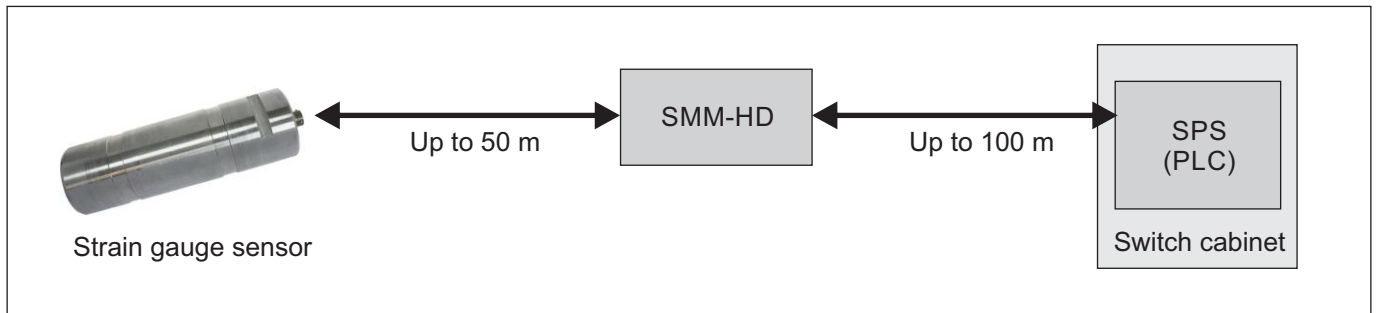 Strain gauge sensor
Up to 50 m
SMM-HD
Up to 100 m
SPS
(PLC)
Switch cabinet